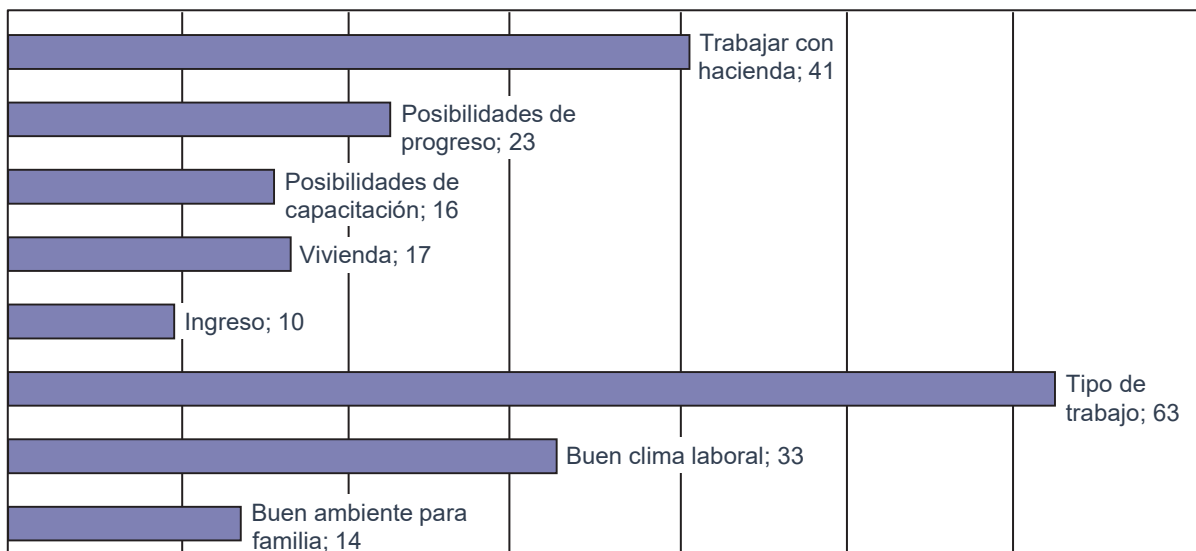 Trabajar con
hacienda; 41
Posibilidades de
progreso; 23
Posibilidades de
capacitación; 16
Vivienda; 17
Ingreso; 10
Tipo de
trabajo; 63
Buen clima laboral; 33
Buen ambiente para
familia; 14